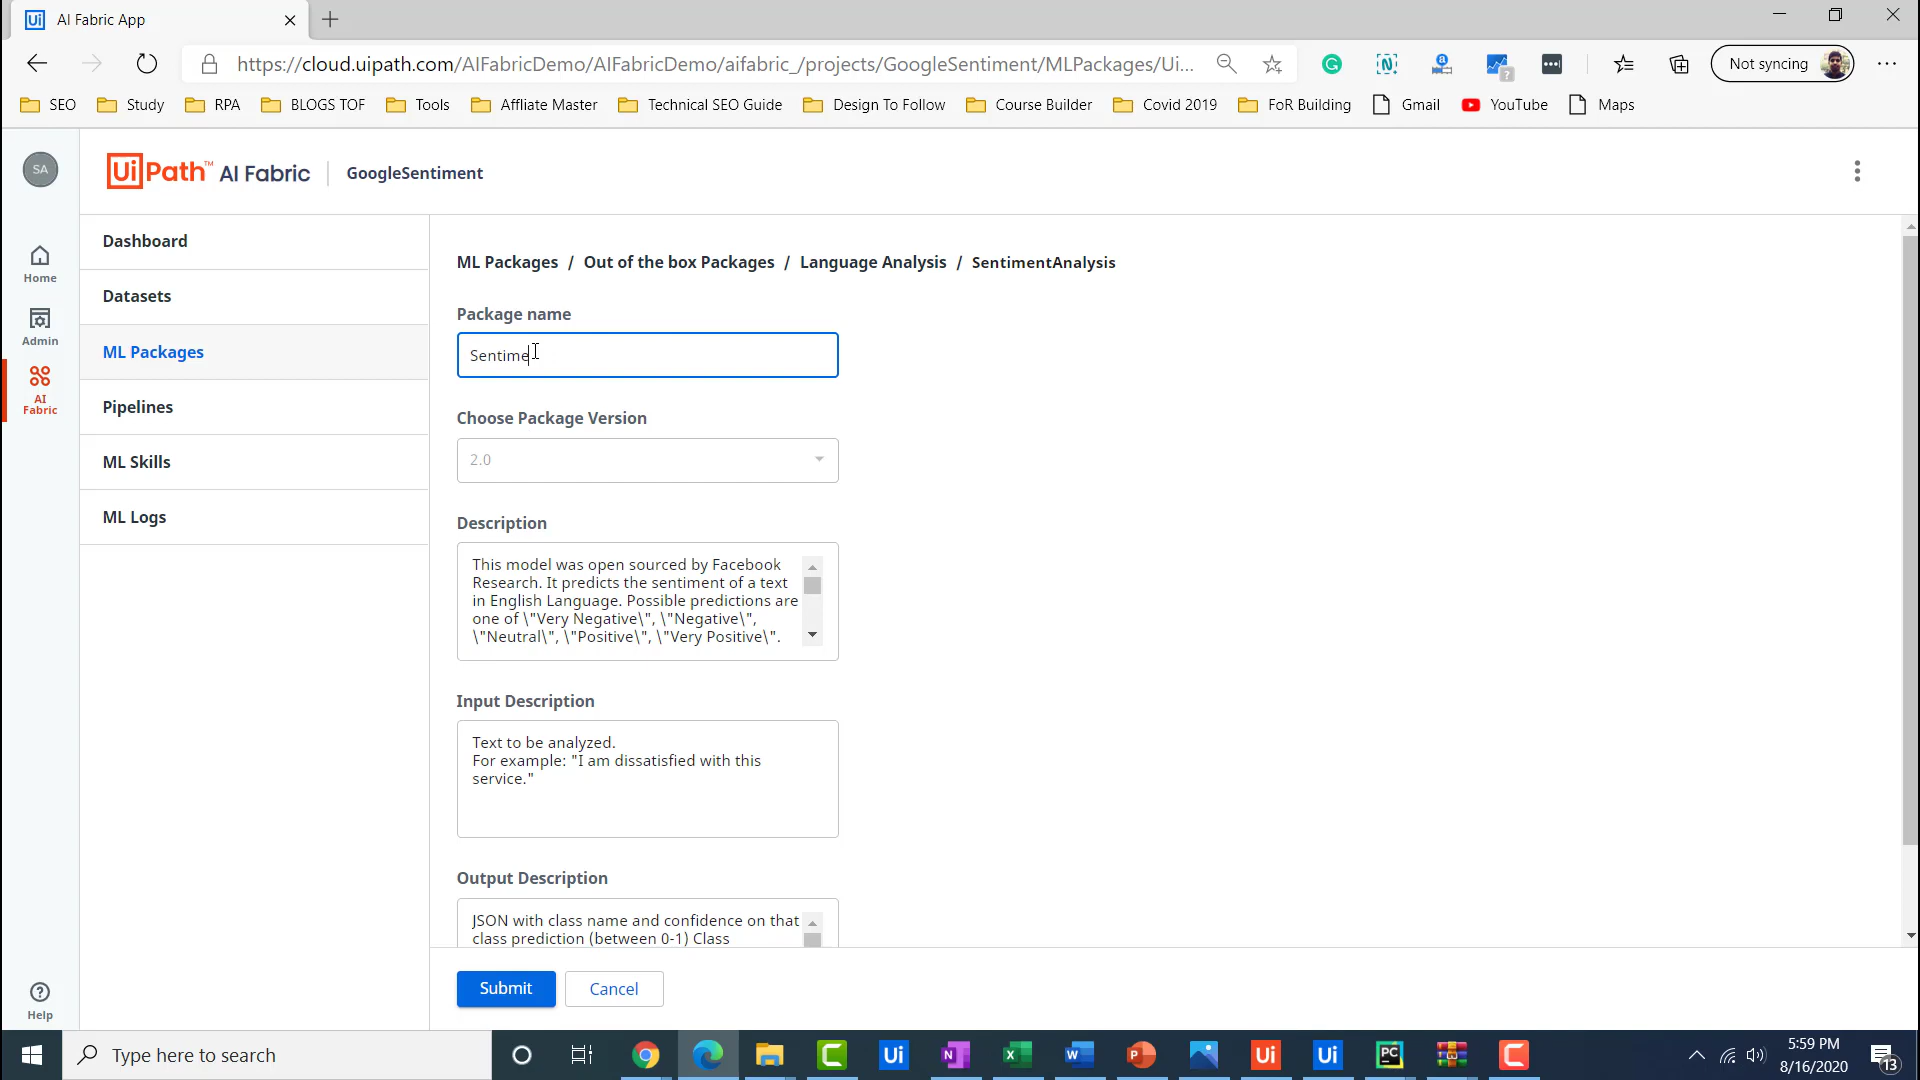 AI Fabric App
https://cloud.uipath.com/AIFabricDemo/AIFabricDemo/aifabric_/projects/GoogleSentiment/MLPackages/Ui...
Not syncing
SEO
Study
RPA
BLOGS TOF
Tools
Affliate Master
Technical SEO Guide
Design To Follow
Course Builder
Covid 2019
FoR Building
Gmail
YouTube
Maps
SA
UiPath™ AI Fabric
GoogleSentiment
Home
Admin
AI
Fabric
Help
Dashboard
Datasets
ML Packages
Pipelines
ML Skills
ML Logs
ML Packages / Out of the box Packages / Language Analysis / SentimentAnalysis
Package name
Sentime
Choose Package Version
2.0
Description
This model was open sourced by Facebook
Research. It predicts the sentiment of a text
in English Language. Possible predictions are
one of \"Very Negative\", \"Negative\",
\"Neutral\", \"Positive\", \"Very Positive\".
Input Description
Text to be analyzed.
For example: "I am dissatisfied with this
service."
Output Description
JSON with class name and confidence on that
class prediction (between 0-1) Class
Submit
Cancel
Type here to search
5:59 PM
8/16/2020
13